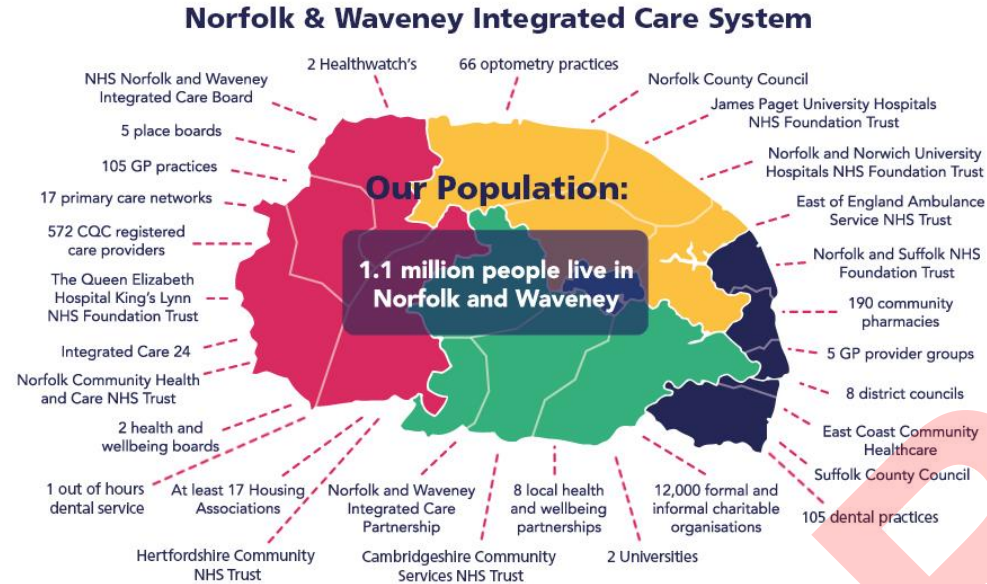 Norfolk & Waveney Integrated Care System
2 Healthwatch's
66 optometry practices
NHS Norfolk and Waveney
Integrated Care Board
Norfolk County Council
5 place boards
James Paget University Hospitals
NHS Foundation Trust
105 GP practices
Norfolk and Norwich University
Hospitals NHS Foundation Trust
17 primary care networks
East of England Ambulance
Service NHS Trust
572 CQC registered
care providers
Norfolk and Suffolk NHS
Foundation Trust
The Queen Elizabeth
Hospital King's Lynn
NHS Foundation Trust
190 community
pharmacies
Integrated Care 24
5 GP provider groups
Norfolk Community Health
and Care NHS Trust
8 district councils
2 health and
wellbeing boards
East Coast Community
Healthcare
Suffolk County Council
1 out of hours
dental service
At least 17 Housing
Associations
Norfolk and Waveney
Integrated Care
Partnership
8 local health
and wellbeing
partnerships
12,000 formal and
informal charitable
organisations
105 dental practices
Hertfordshire Community
NHS Trust
Cambridgeshire Community
Services NHS Trust
2 Universities
Our Population:
1.1 million people live in
Norfolk and Waveney